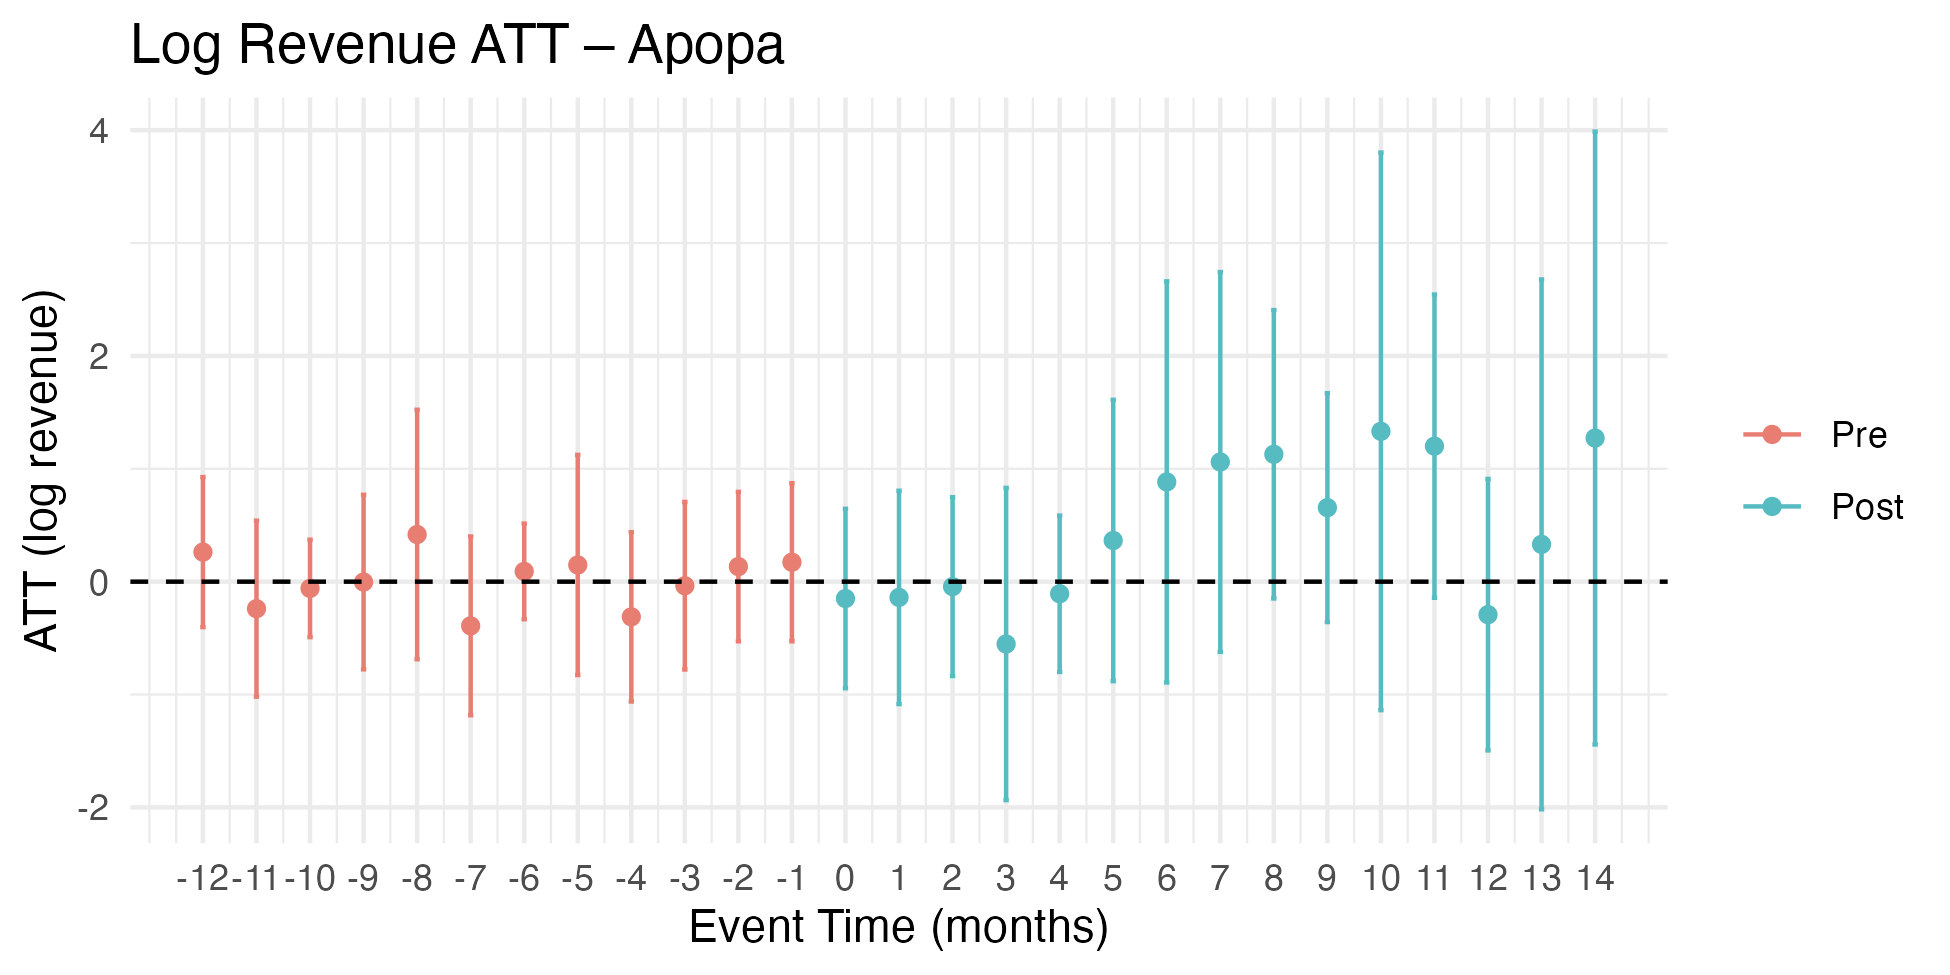 Log Revenue ATT – Apopa
4
2
0
-2
ATT (log revenue)
-12 -11 -10 -9 -8 -7 -6 -5 -4 -3 -2 -1 0 1 2 3 4 5 6 7 8 9 10 11 12 13 14
Event Time (months)
Pre
Post